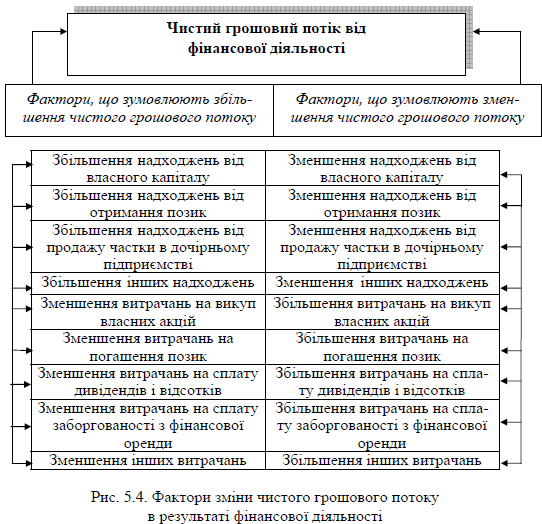 Чистий грошовий потік від
фінансової діяльності
Фактори, що зумовлюють збіль-
шення чистого грошового потоку
Фактори, що зумовлюють змен-
шення чистого грошового потоку
Збільшення надходжень від
власного капіталу
Зменшення надходжень від
власного капіталу
Збільшення надходжень від
отримання позик
Зменшення надходжень від
отримання позик
Збільшення надходжень від
продажу частки в дочірньому
підприємстві
Зменшення надходжень від
продажу частки в дочірньому
підприємстві
Збільшення інших надходжень
Зменшення інших надходжень
Зменшення витрачань на викуп
власних акцій
Збільшення витрачань на викуп
власних акцій
Зменшення витрачань на
погашення позик
Збільшення витрачань на
погашення позик
Зменшення витрачань на сплату
дивідендів і відсотків
Збільшення витрачань на спла-
ту дивідендів і відсотків
Зменшення витрачань на сплату
заборгованості з фінансової
оренди
Збільшення витрачань на спла-
ту заборгованості з фінансової
оренди
Зменшення інших витрачань
Збільшення інших витрачань
Рис. 5.4. Фактори зміни чистого грошового потоку
в результаті фінансової діяльності